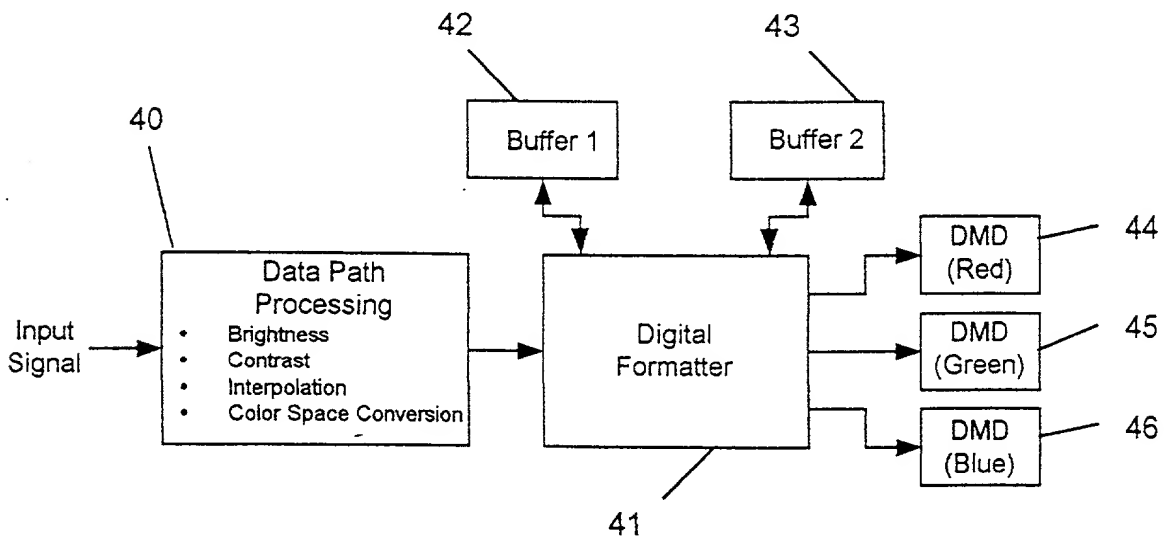 42
43
40
Buffer 1
Buffer 2
44
DMD
(Red)
Data Path
Processing
• Brightness
• Contrast
• Interpolation
• Color Space Conversion
Input
Signal
Digital
Formatter
45
DMD
(Green)
46
DMD
(Blue)
41